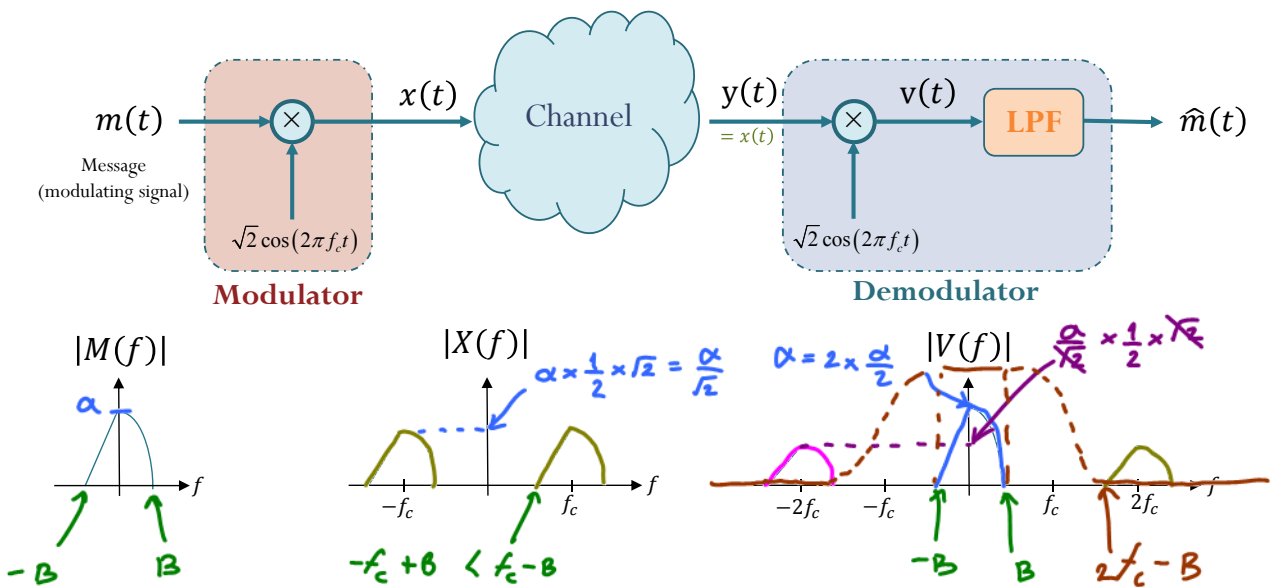 m(t)
Message
(modulating signal)
×
√2 cos(2πf_c t)
Modulator
x(t)
Channel
y(t)
= x(t)
×
√2 cos(2πf_c t)
v(t)
LPF
Demodulator
m̂(t)
|M(f)|
a
f
-B
B
|X(f)|
α × 1/2 × √2 = α/√2
-f_c
f_c
f
-f_c + B < f_c - B
|V(f)|
α = 2 × α/2
a/√2 × 1/2 × √2
-2f_c
-f_c
f_c
2f_c
f
-B
B
2f_c - B